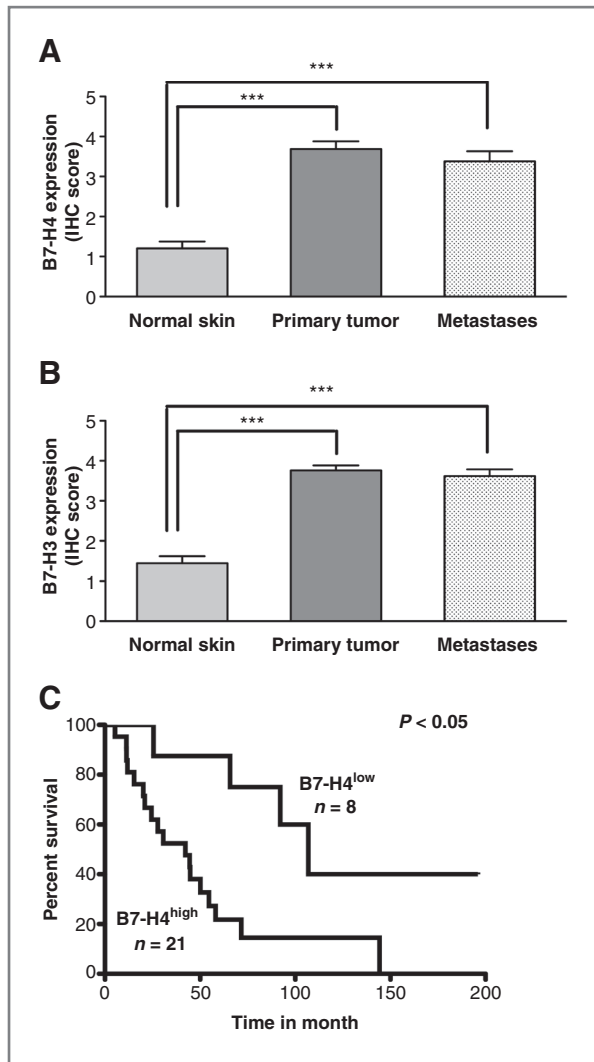 A
***
***
B7-H4 expression
(IHC score)
5
4
3
2
1
0
Normal skin Primary tumor Metastases
B
***
***
B7-H3 expression
(IHC score)
5
4
3
2
1
0
Normal skin Primary tumor Metastases
C
P < 0.05
Percent survival
100
80
60
40
20
0
B7-H4low
n = 8
B7-H4high
n = 21
0 50 100 150 200
Time in month